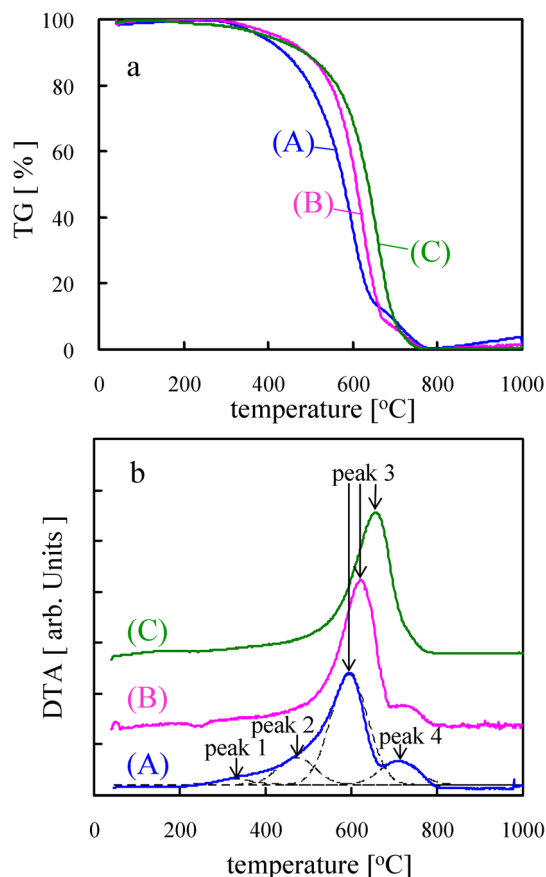 100
a
80
60
(A)
TG [ % ]
40
(B)
(C)
20
0
0 200 400 600 800 1000
temperature [°C]
b
peak 3
DTA [ arb. Units ]
(C)
(B)
peak 2
peak 1
peak 4
(A)
0 200 400 600 800 1000
temperature [°C]